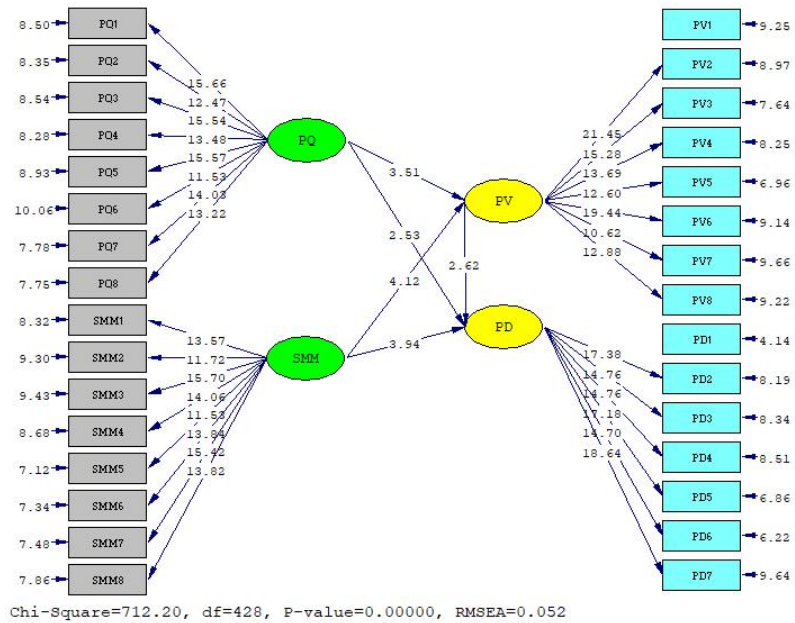 8.50 PQ1
8.35 PQ2
8.54 PQ3
8.28 PQ4
8.93 PQ5
10.06 PQ6
7.78 PQ7
7.75 PQ8
8.32 SMM1
9.30 SMM2
9.43 SMM3
8.68 SMM4
7.12 SMM5
7.34 SMM6
7.48 SMM7
7.86 SMM8
15.66
12.47
15.54
13.48
15.57
11.53
14.03
13.22
13.57
11.72
15.70
14.06
11.53
13.84
15.42
13.82
PQ
SMM
3.51
2.53
4.12
2.62
3.94
PV
PD
21.45
15.28
13.69
12.60
19.44
10.62
12.88
17.38
14.76
14.76
17.18
14.70
18.64
PV1 9.25
PV2 8.97
PV3 7.64
PV4 8.25
PV5 6.96
PV6 9.14
PV7 9.66
PV8 9.22
PD1 4.14
PD2 8.19
PD3 8.34
PD4 8.51
PD5 6.86
PD6 6.22
PD7 9.64
Chi-Square=712.20, df=428, P-value=0.00000, RMSEA=0.052